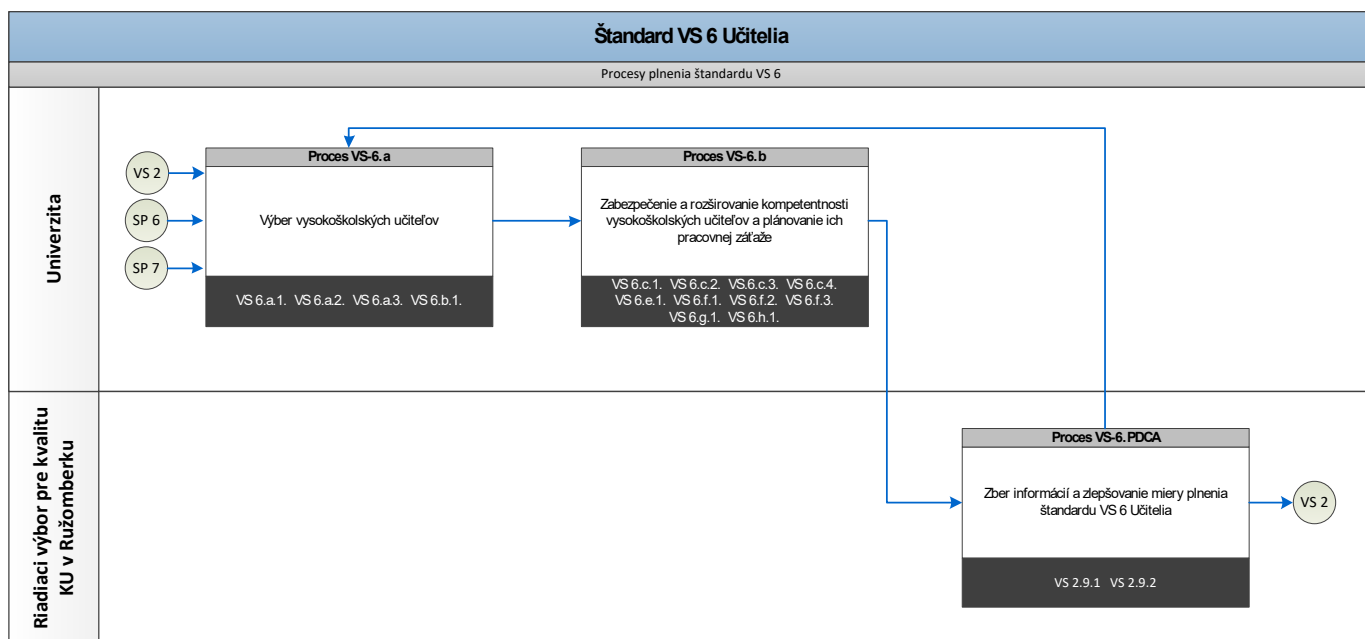 Štandard VS 6 Učitelia
Procesy plnenia štandardu VS 6
Univerzita
VS 2
SP 6
SP 7
Proces VS-6.a
Výber vysokoškolských učiteľov
VS 6.a.1. VS 6.a.2. VS 6.a.3. VS 6.b.1.
Proces VS-6.b
Zabezpečenie a rozširovanie kompetentnosti
vysokoškolských učiteľov a plánovanie ich
pracovnej záťaže
VS 6.c.1. VS 6.c.2. VS.6.c.3. VS 6.c.4.
VS 6.e.1. VS 6.f.1. VS 6.f.2. VS 6.f.3.
VS 6.g.1. VS 6.h.1.
Riadiaci výbor pre kvalitu
KU v Ružomberku
Proces VS-6.PDCA
Zber informácií a zlepšovanie miery plnenia
štandardu VS 6 Učitelia
VS 2.9.1 VS 2.9.2
VS 2